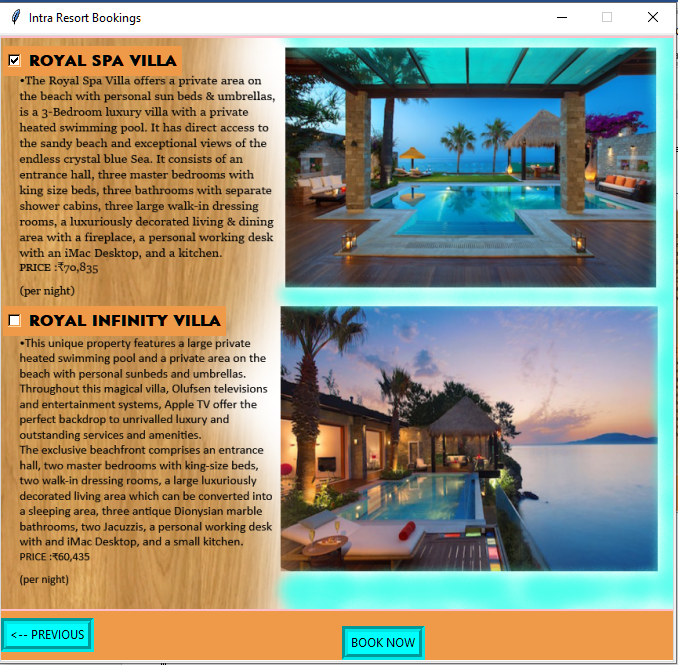 Intra Resort Bookings
ROYAL SPA VILLA
•The Royal Spa Villa offers a private area on
the beach with personal sun beds & umbrellas,
is a 3-Bedroom luxury villa with a private
heated swimming pool. It has direct access to
the sandy beach and exceptional views of the
endless crystal blue Sea. It consists of an
entrance hall, three master bedrooms with
king size beds, three bathrooms with separate
shower cabins, three large walk-in dressing
rooms, a luxuriously decorated living & dining
area with a fireplace, a personal working desk
with an iMac Desktop, and a kitchen.
PRICE :₹70,835
(per night)
ROYAL INFINITY VILLA
•This unique property features a large private
heated swimming pool and a private area on the
beach with personal sunbeds and umbrellas.
Throughout this magical villa, Olufsen televisions
and entertainment systems, Apple TV offer the
perfect backdrop to unrivalled luxury and
outstanding services and amenities.
The exclusive beachfront comprises an entrance
hall, two master bedrooms with king-size beds,
two walk-in dressing rooms, a large luxuriously
decorated living area which can be converted into
a sleeping area, three antique Dionysian marble
bathrooms, two Jacuzzis, a personal working desk
with and iMac Desktop, and a small kitchen.
PRICE :₹60,435
(per night)
<-- PREVIOUS
BOOK NOW